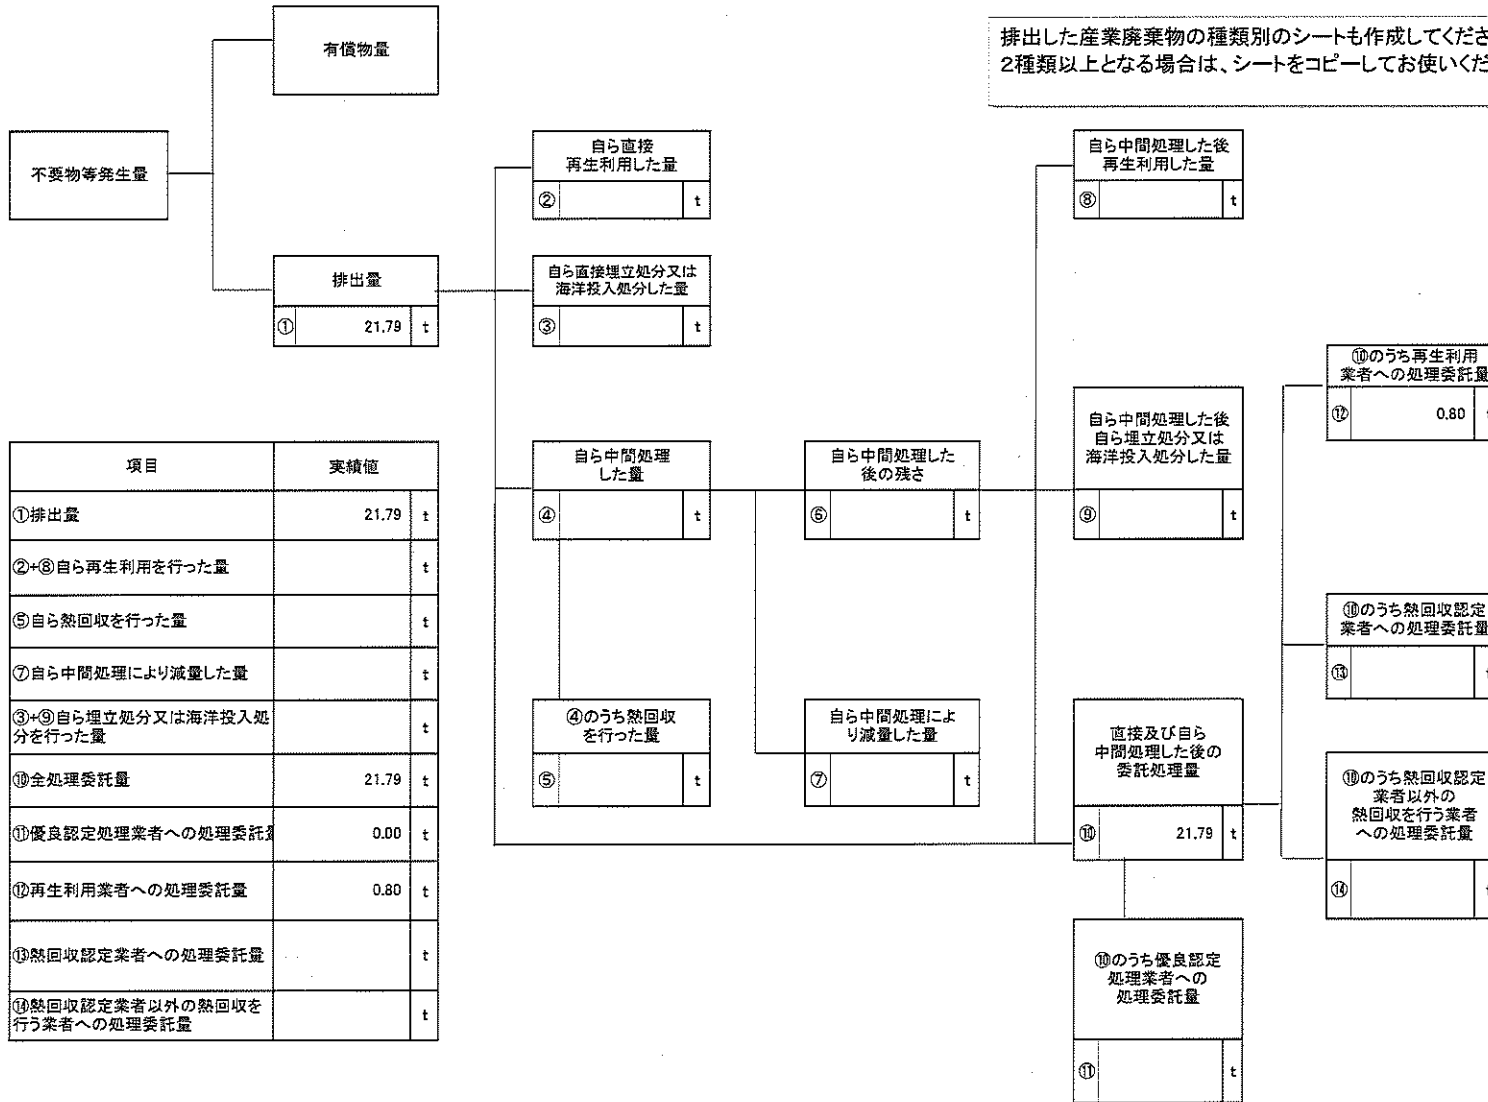 有償物量
排出した産業廃棄物の種類別のシートも作成してくださ
2種類以上となる場合は、シートをコピーしてお使いくだ
不要物等発生量
自ら直接
再生利用した量
② t
自ら中間処理した後
再生利用した量
⑧ t
排出量
① 21.79 t
自ら直接埋立処分又は
海洋投入処分した量
③ t
⑩のうち再生利用
業者への処理委託量
⑫ 0.80 t
自ら中間処理
した量
④ t
自ら中間処理した
後の残さ
⑥ t
自ら中間処理した後
自ら埋立処分又は
海洋投入処分した量
⑨ t
⑩のうち熱回収認定
業者への処理委託量
⑬ t
④のうち熱回収
を行った量
⑤ t
自ら中間処理によ
り減量した量
⑦ t
直接及び自ら
中間処理した後の
委託処理量
⑩ 21.79 t
⑩のうち熱回収認定
業者以外の
熱回収を行う業者
への処理委託量
⑭ t
⑩のうち優良認定
処理業者への
処理委託量
⑪ t
項目 実績値
①排出量 21.79 t
②+⑧自ら再生利用を行った量 t
⑤自ら熱回収を行った量 t
⑦自ら中間処理により減量した量 t
③+⑨自ら埋立処分又は海洋投入処
分を行った量 t
⑩全処理委託量 21.79 t
⑪優良認定処理業者への処理委託量 0.00 t
⑫再生利用業者への処理委託量 0.80 t
⑬熱回収認定業者への処理委託量 t
⑭熱回収認定業者以外の熱回収を
行う業者への処理委託量 t